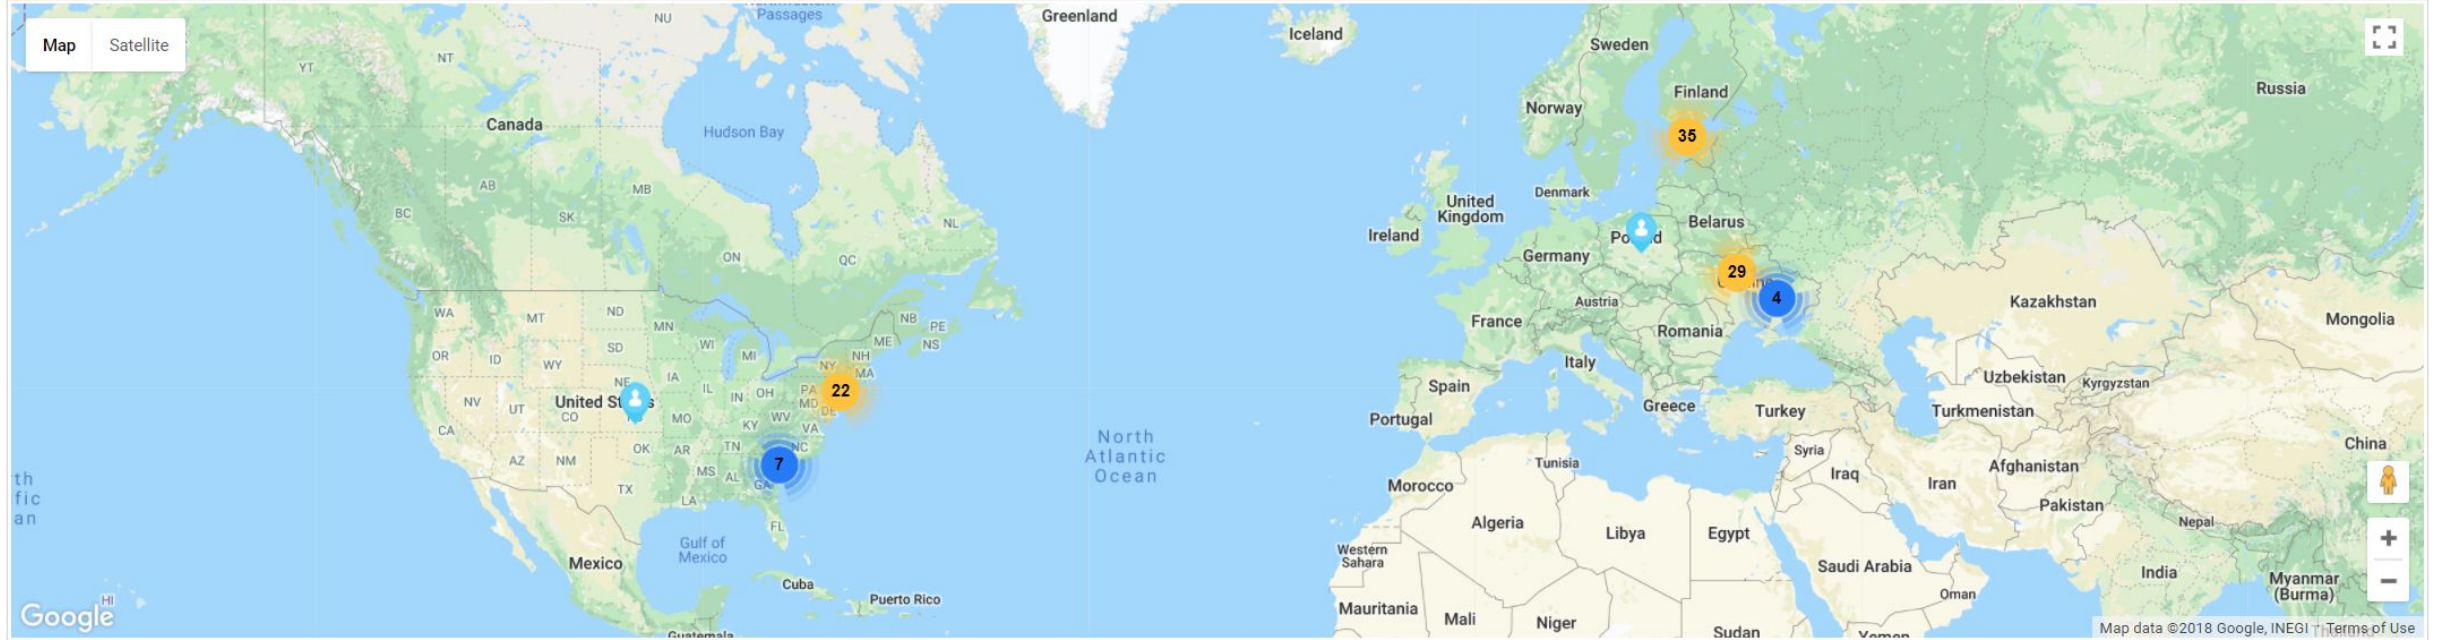 Map
Satellite
Northwestern
Passages
NU
Greenland
Iceland
Sweden
YT
NT
Finland
Russia
Norway
Canada
Hudson Bay
35
AB
MB
Denmark
BC
SK
NL
United
Kingdom
Belarus
Ireland
ON
QC
Germany
29
4
Austria
Kazakhstan
WA
MT
ND
MN
NB
PE
NS
ME
France
Romania
Mongolia
OR
ID
WY
SD
WI
MI
NH
NY
MA
Italy
NE
IA
IL
IN
OH
PA
22
Spain
Uzbekistan
Kyrgyzstan
NV
UT
CO
MO
MD
DE
WV
KY
VA
Greece
Turkey
Turkmenistan
Portugal
CA
North
Atlantic
Ocean
OK
AR
TN
NC
7
China
AZ
NM
MS
AL
GA
Syria
Tunisia
Iraq
Afghanistan
th
fic
an
TX
LA
Morocco
Iran
Pakistan
FL
Algeria
Libya
Egypt
Nepal
Gulf of
Mexico
Western
Sahara
Mexico
Cuba
Puerto Rico
Saudi Arabia
India
Myanmar
(Burma)
Oman
HI
Google
Mauritania
Mali
Niger
Sudan
Yemen
Guatemala
Map data ©2018 Google, INEGI
Terms of Use